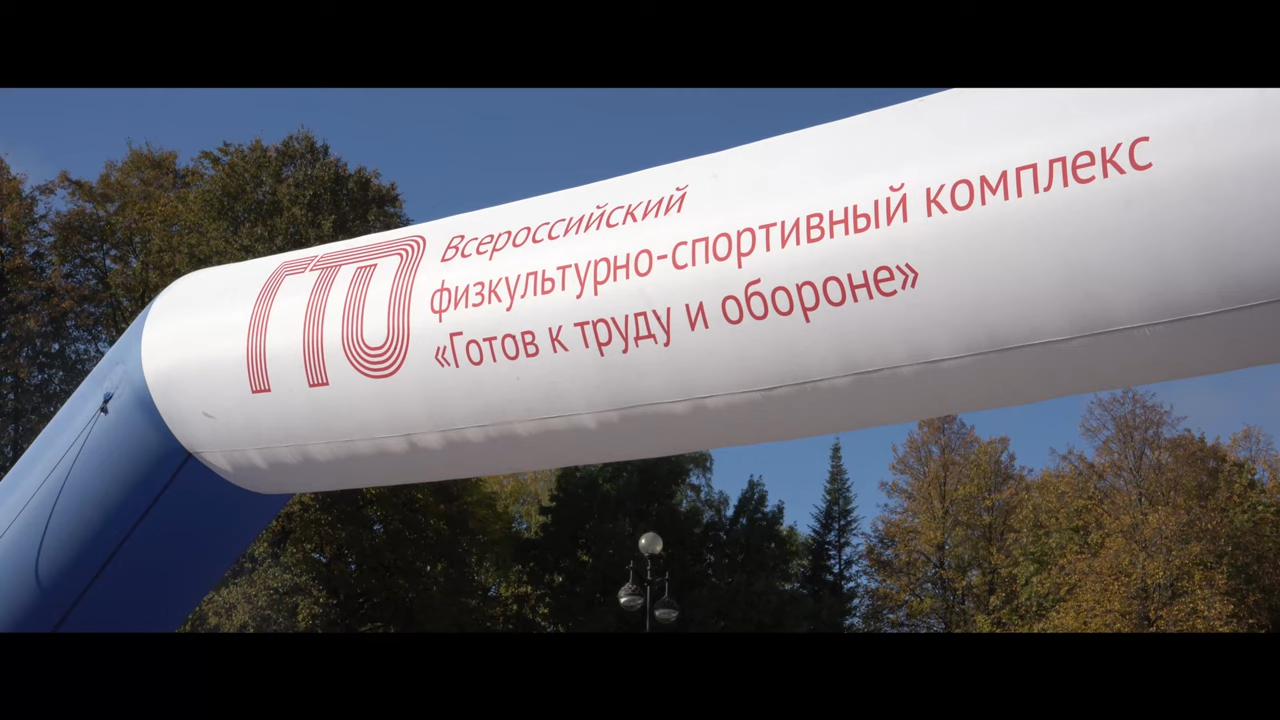 ГТО
Всероссийский
физкультурно-спортивный комплекс
«Готов к труду и обороне»